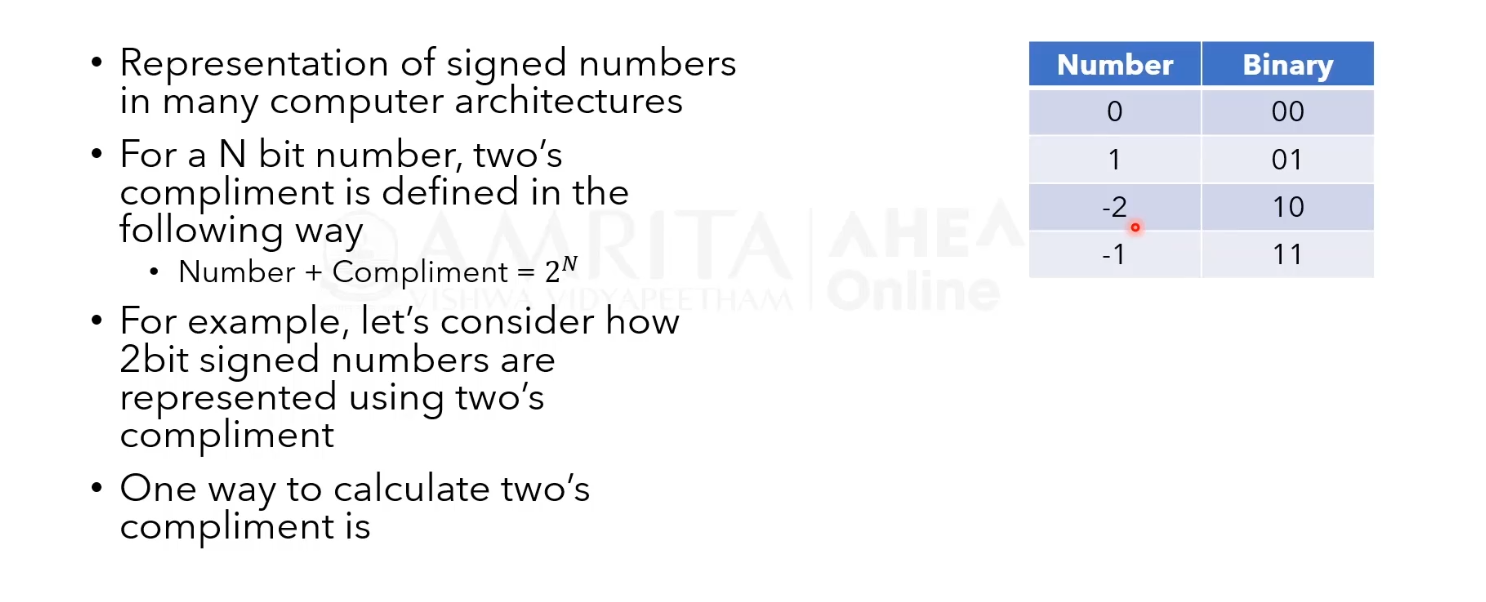 • Representation of signed numbers
in many computer architectures
• For a N bit number, two’s
compliment is defined in the
following way
• Number + Compliment = 2^N
• For example, let’s consider how
2bit signed numbers are
represented using two’s
compliment
• One way to calculate two’s
compliment is
Number Binary
0 00
1 01
-2 10
-1 11
AMRITA AHEA
VISHWA VIDYAPEETHAM Online